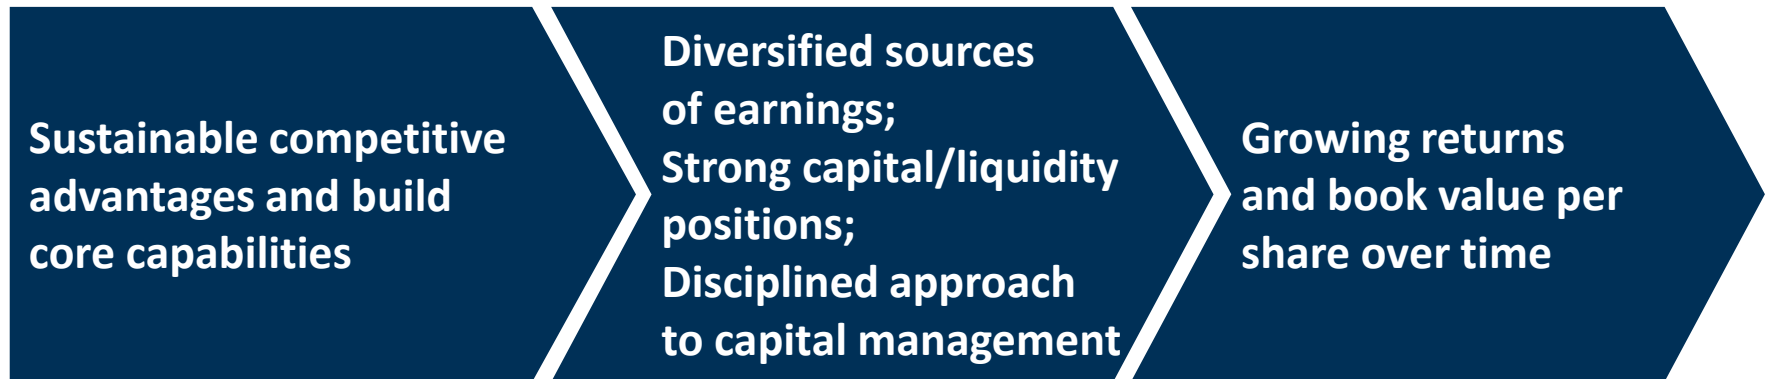 Sustainable competitive
advantages and build
core capabilities
Diversified sources
of earnings;
Strong capital/liquidity
positions;
Disciplined approach
to capital management
Growing returns
and book value per
share over time